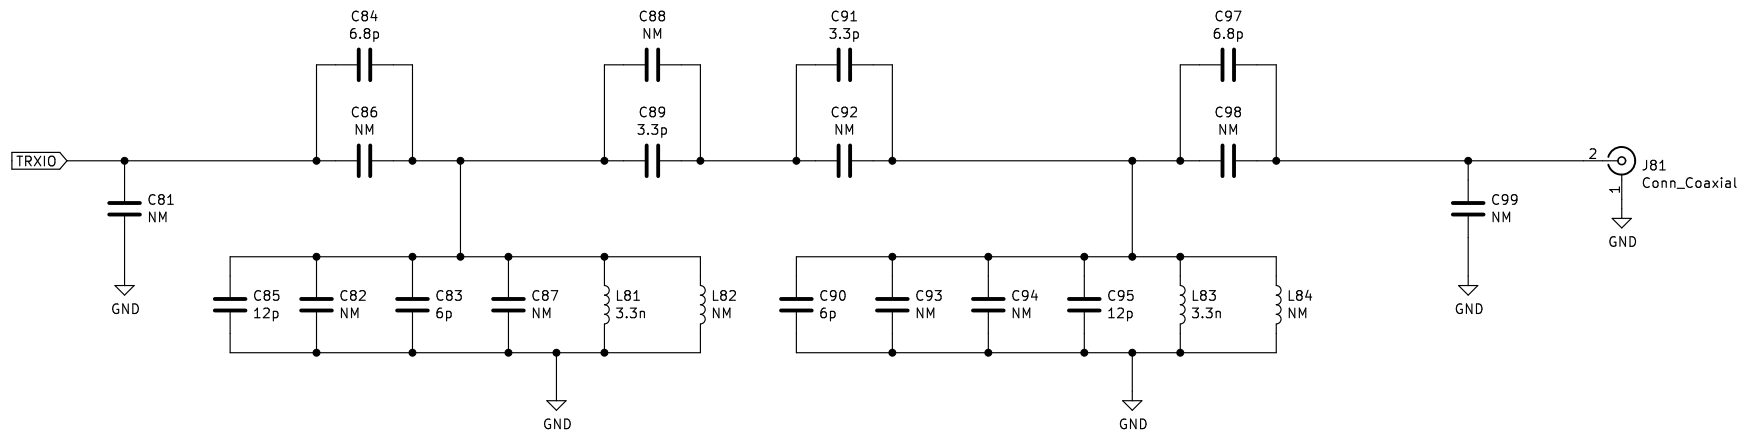 C84
6.8p
C88
NM
C91
3.3p
C97
6.8p
C86
NM
C89
3.3p
C92
NM
C98
NM
TRXIO
2
J81
Conn_Coaxial
1
GND
C81
NM
GND
C99
NM
GND
C85
12p
C82
NM
C83
6p
C87
NM
L81
3.3n
L82
NM
GND
C90
6p
C93
NM
C94
NM
C95
12p
L83
3.3n
L84
NM
GND